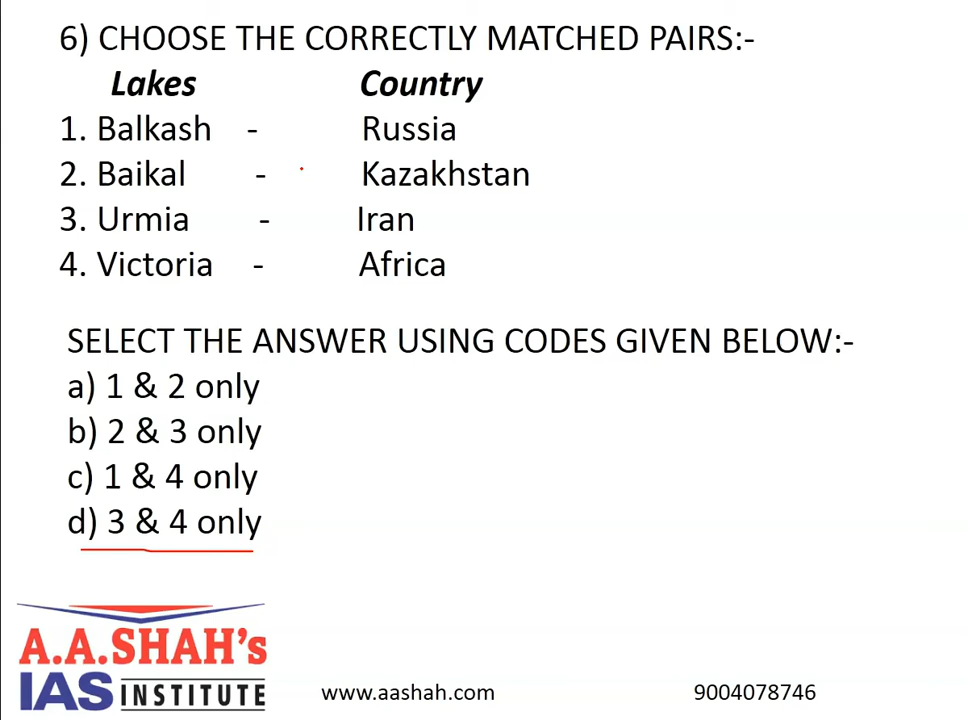 6) CHOOSE THE CORRECTLY MATCHED PAIRS:-
Lakes Country
1. Balkash - Russia
2. Baikal - Kazakhstan
3. Urmia - Iran
4. Victoria - Africa
SELECT THE ANSWER USING CODES GIVEN BELOW:-
a) 1 & 2 only
b) 2 & 3 only
c) 1 & 4 only
d) 3 & 4 only
A.A.SHAH's
IAS INSTITUTE
www.aashah.com 9004078746